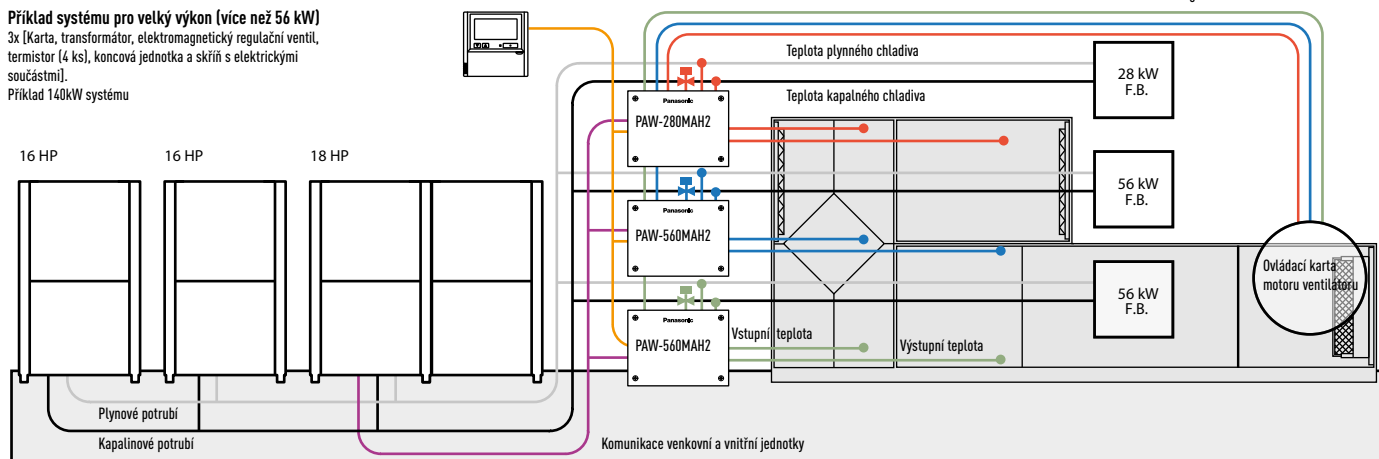 Příklad systému pro velký výkon (více než 56 kW)
3x [Karta, transformátor, elektromagnetický regulační ventil,
termistor (4 ks), koncová jednotka a skříň s elektrickými
součástmi].
Příklad 140kW systému
16 HP
16 HP
18 HP
Teplota plynného chladiva
Teplota kapalného chladiva
28 kW
F.B.
Panasonic
PAW-280MAH2
56 kW
F.B.
Panasonic
PAW-560MAH2
56 kW
F.B.
Ovládací karta
motoru ventilátoru
Panasonic
PAW-560MAH2
Vstupní teplota
Výstupní teplota
Plynové potrubí
Kapalinové potrubí
Komunikace venkovní a vnitřní jednotky